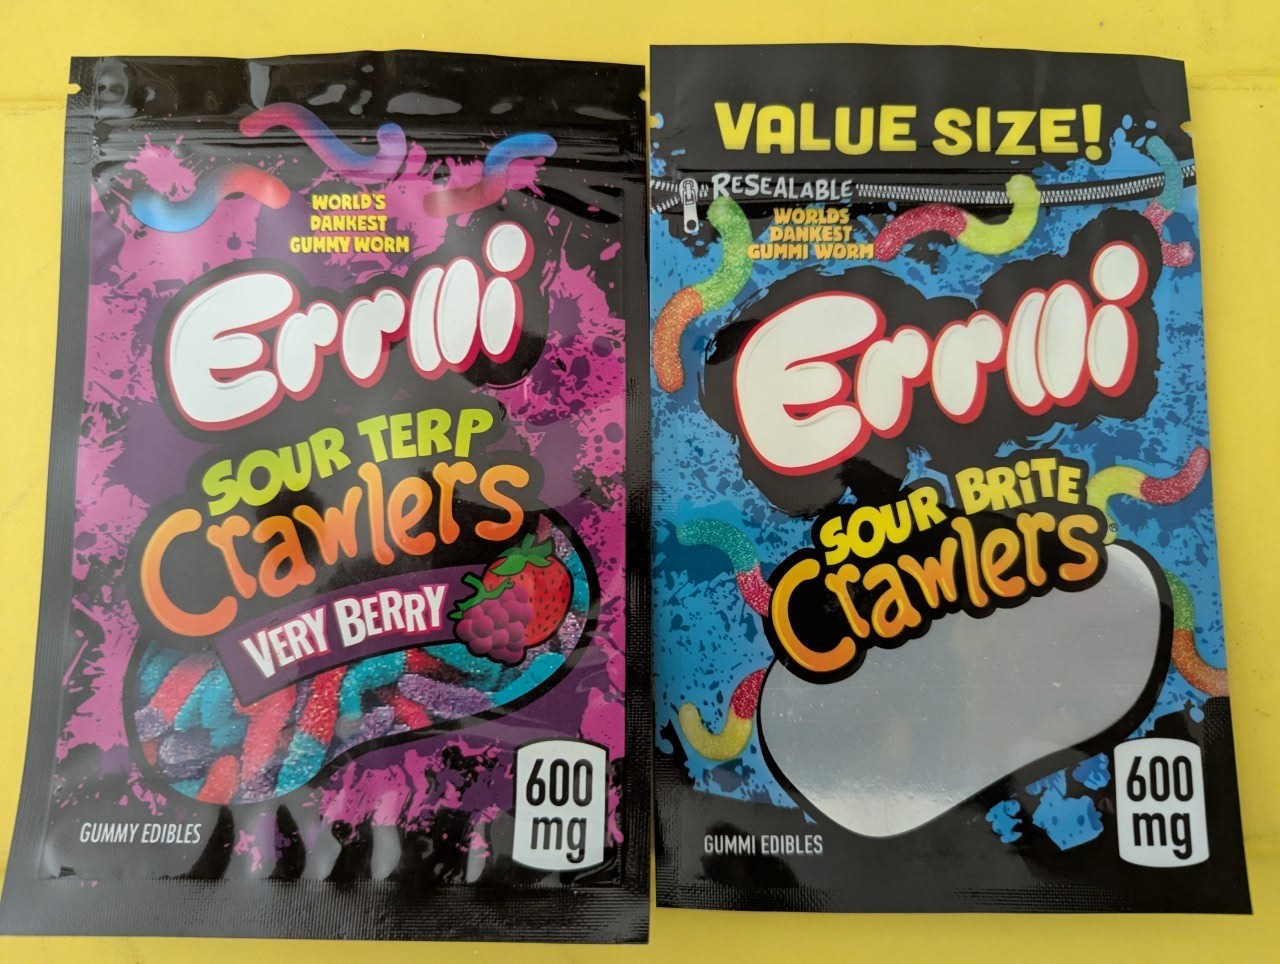 WORLD'S
DANKEST
GUMMY WORM
Errlli
SOUR TERP
Crawlers
VERY BERRY
600
mg
GUMMY EDIBLES
VALUE SIZE!
RESEALABLE
WORLDS
DANKEST
GUMMI WORM
Errlli
SOUR BRiTE
Crawlers®
600
mg
GUMMI EDIBLES